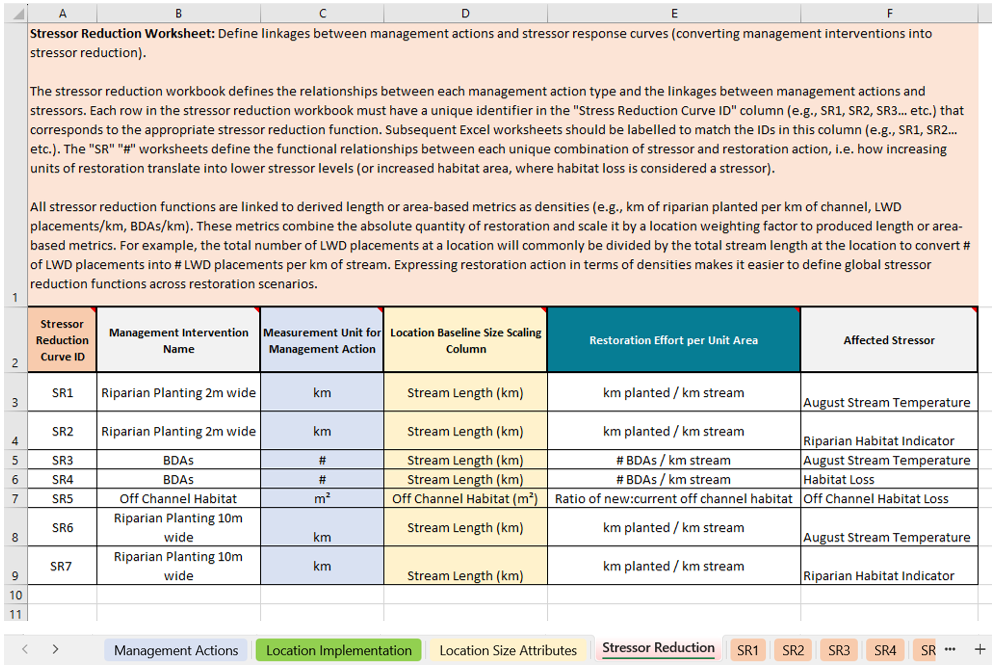 A B C D E F
Stressor Reduction Worksheet: Define linkages between management actions and stressor response curves (converting management interventions into
stressor reduction).
The stressor reduction workbook defines the relationships between each management action type and the linkages between management actions and
stressors. Each row in the stressor reduction workbook must have a unique identifier in the "Stress Reduction Curve ID" column (e.g., SR1, SR2, SR3... etc.) that
corresponds to the appropriate stressor reduction function. Subsequent Excel worksheets should be labelled to match the IDs in this column (e.g., SR1, SR2...
etc.). The "SR" "#" worksheets define the functional relationships between each unique combination of stressor and restoration action, i.e. how increasing
units of restoration translate into lower stressor levels (or increased habitat area, where habitat loss is considered a stressor).
All stressor reduction functions are linked to derived length or area-based metrics as densities (e.g., km of riparian planted per km of channel, LWD
placements/km, BDAs/km). These metrics combine the absolute quantity of restoration and scale it by a location weighting factor to produced length or area-
based metrics. For example, the total number of LWD placements at a location will commonly be divided by the total stream length at the location to convert #
of LWD placements into # LWD placements per km of stream. Expressing restoration action in terms of densities makes it easier to define global stressor
reduction functions across restoration scenarios.
1
Stressor
Reduction
Curve ID
Management Intervention
Name
Measurement Unit for
Management Action
Location Baseline Size Scaling
Column
Restoration Effort per Unit Area
Affected Stressor
2
3 SR1 Riparian Planting 2m wide km Stream Length (km) km planted / km stream August Stream Temperature
4 SR2 Riparian Planting 2m wide km Stream Length (km) km planted / km stream Riparian Habitat Indicator
5 SR3 BDAs # Stream Length (km) # BDAs / km stream August Stream Temperature
6 SR4 BDAs # Stream Length (km) # BDAs / km stream Habitat Loss
7 SR5 Off Channel Habitat m² Off Channel Habitat (m²) Ratio of new:current off channel habitat Off Channel Habitat Loss
8 SR6 Riparian Planting 10m
wide km Stream Length (km) km planted / km stream August Stream Temperature
9 SR7 Riparian Planting 10m
wide km Stream Length (km) km planted / km stream Riparian Habitat Indicator
10
11
Management Actions Location Implementation Location Size Attributes Stressor Reduction SR1 SR2 SR3 SR4 SR ... +